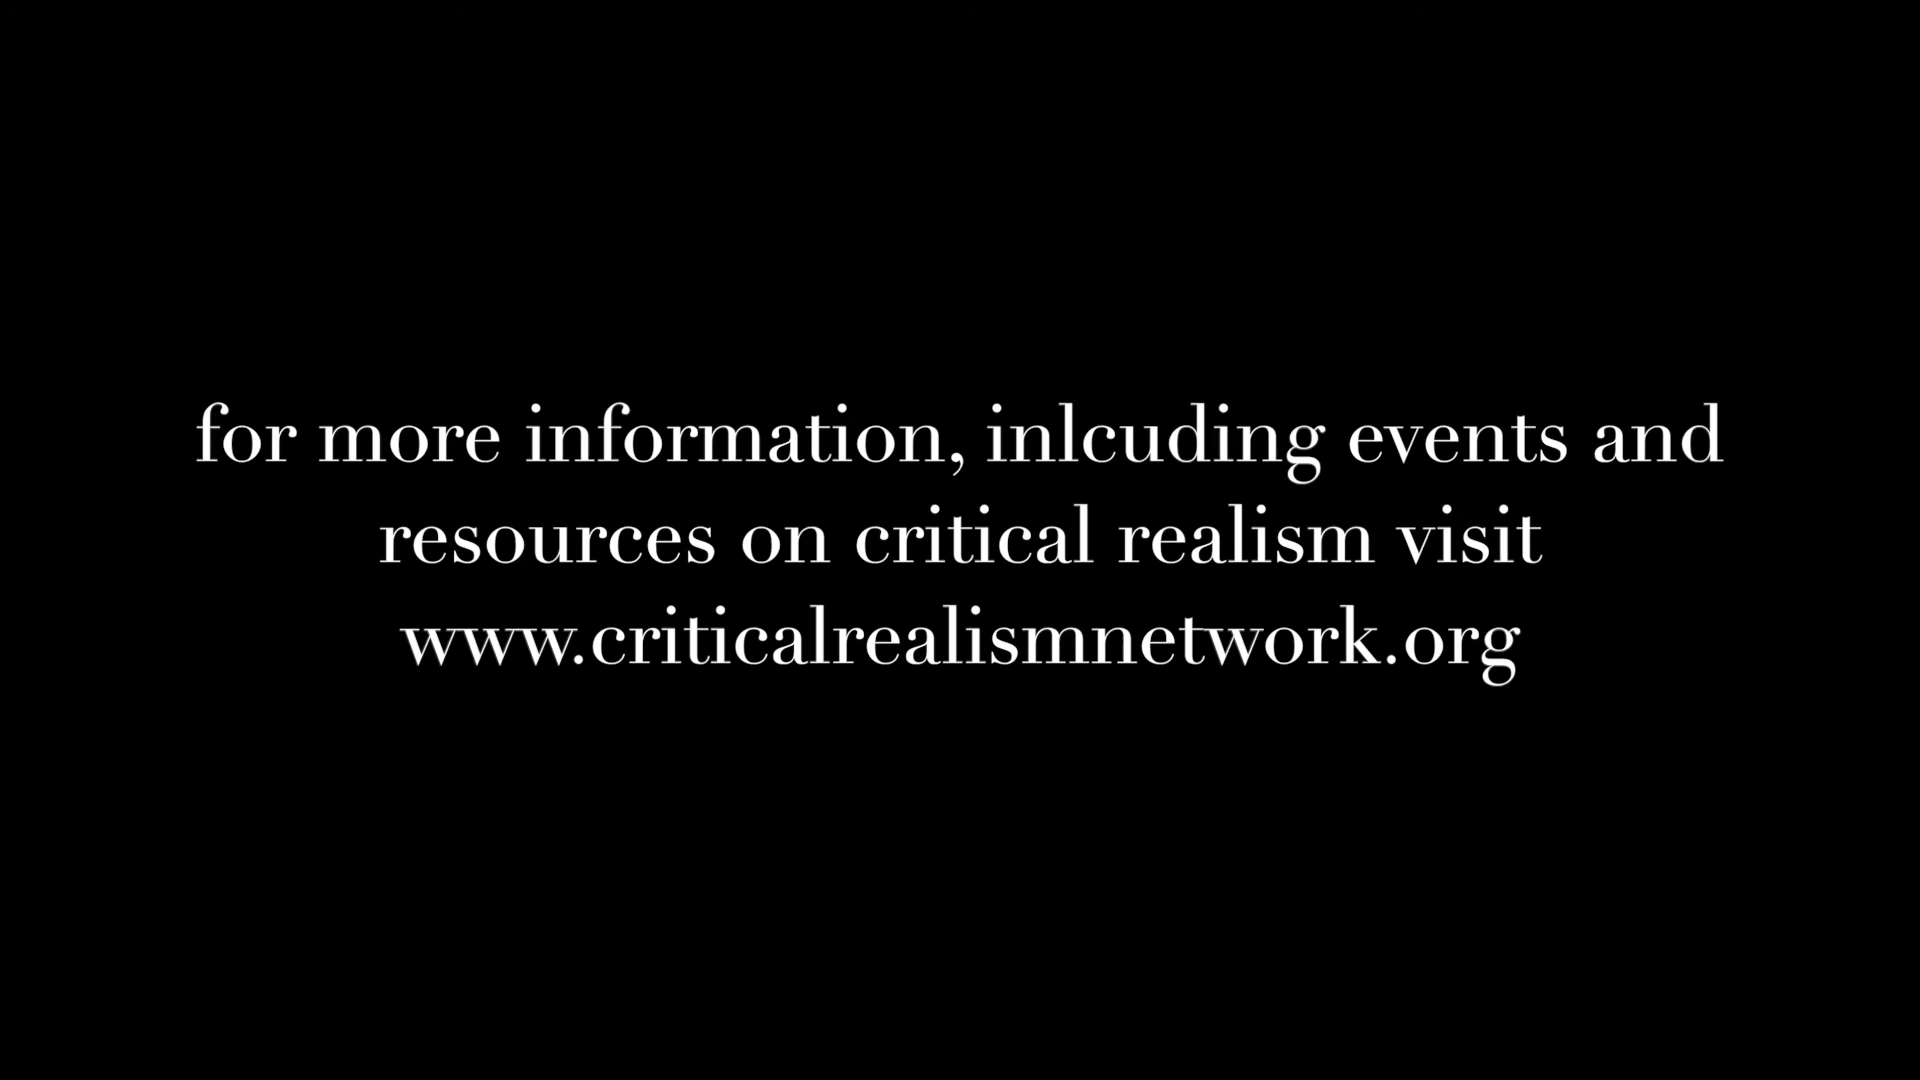 for more information, inlcuding events and
resources on critical realism visit
www.criticalrealismnetwork.org